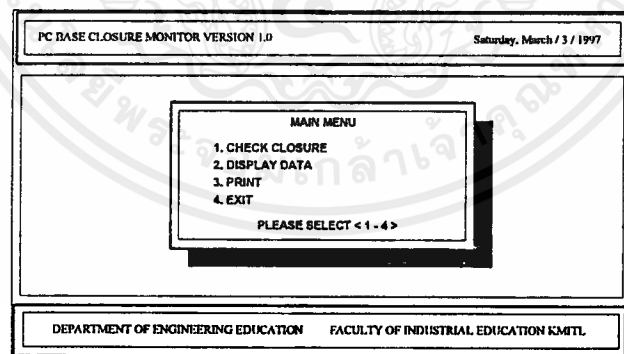 PC BASE CLOSURE MONITOR VERSION 1.0 Saturday, March / 3 / 1997
MAIN MENU
1. CHECK CLOSURE
2. DISPLAY DATA
3. PRINT
4. EXIT
PLEASE SELECT < 1 - 4 >
DEPARTMENT OF ENGINEERING EDUCATION FACULTY OF INDUSTRIAL EDUCATION KMITL